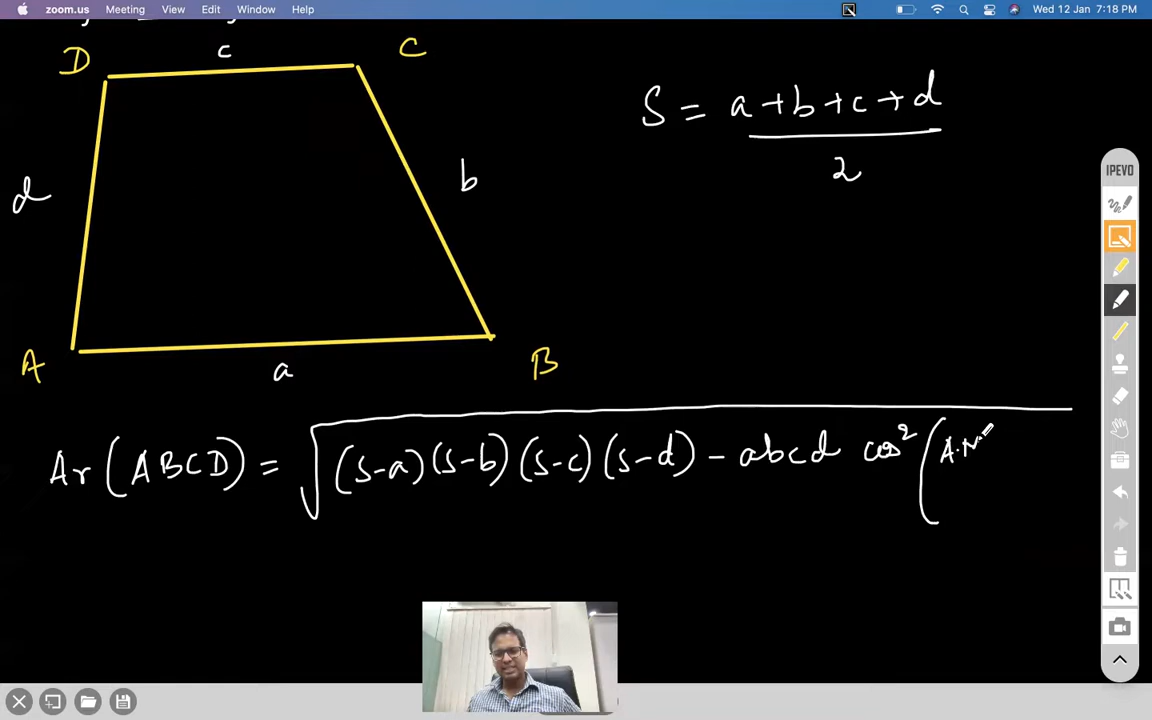 zoom.us Meeting View Edit Window Help Wed 12 Jan 7:18 PM
D c C
S = a+b+c+d
2
IPEVO
d b
A a B
Ar (ABCD) = √(s-a)(s-b)(s-c)(s-d) - abcd cos² (